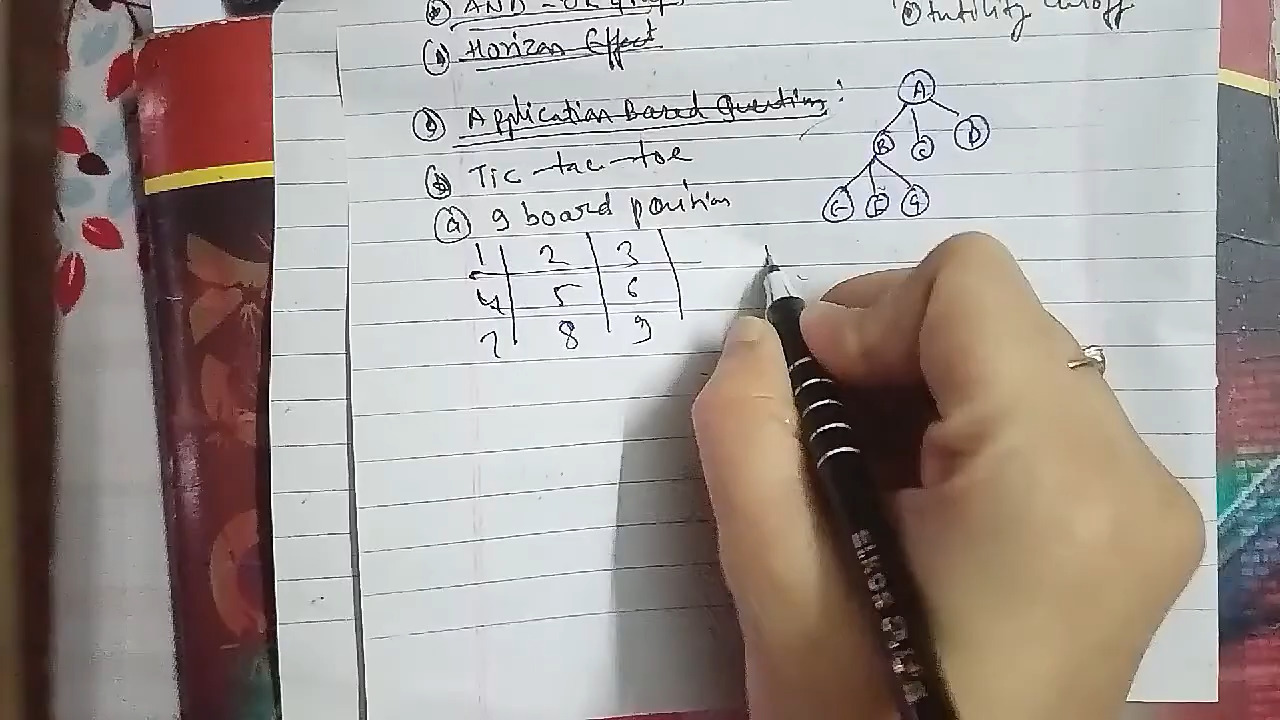 AND-OR graph
futility cutoff
Horizon Effect
Application Based Question:
Tic-tac-toe
9 board position
1 2 3
4 5 6
7 8 9
A
B C D
E G